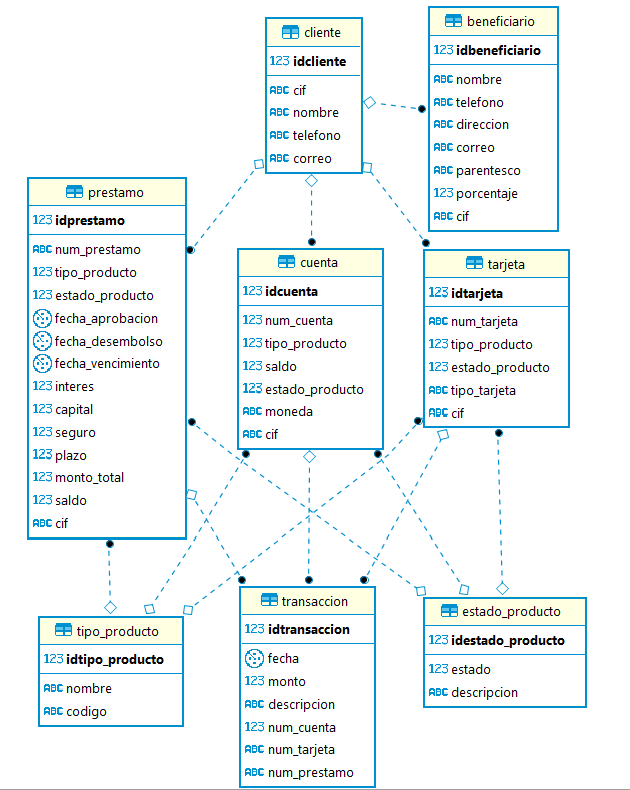 cliente
123 idcliente
ABC cif
ABC nombre
ABC telefono
ABC correo
beneficiario
123 idbeneficiario
ABC nombre
ABC telefono
ABC direccion
ABC correo
ABC parentesco
123 porcentaje
ABC cif
prestamo
123 idprestamo
ABC num_prestamo
123 tipo_producto
123 estado_producto
fecha_aprobacion
fecha_desembolso
fecha_vencimiento
123 interes
123 capital
123 seguro
123 plazo
123 monto_total
123 saldo
ABC cif
cuenta
123 idcuenta
123 num_cuenta
123 tipo_producto
123 saldo
123 estado_producto
ABC moneda
ABC cif
tarjeta
123 idtarjeta
ABC num_tarjeta
123 tipo_producto
123 estado_producto
ABC tipo_tarjeta
ABC cif
tipo_producto
123 idtipo_producto
ABC nombre
ABC codigo
transaccion
123 idtransaccion
fecha
123 monto
ABC descripcion
123 num_cuenta
ABC num_tarjeta
ABC num_prestamo
estado_producto
123 idestado_producto
123 estado
ABC descripcion